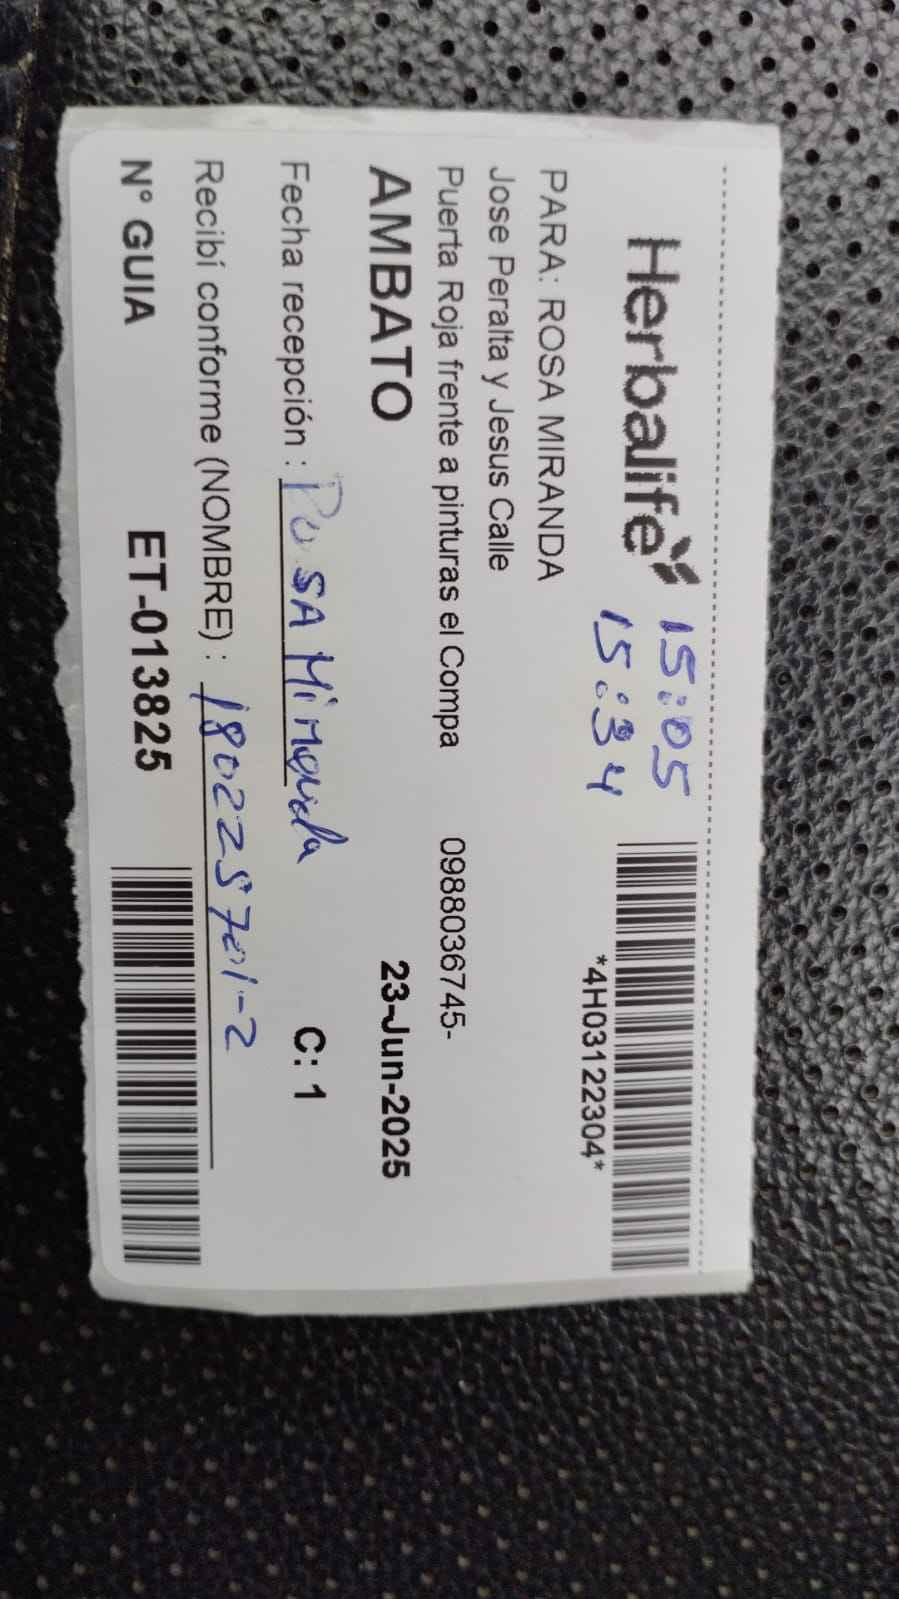 Herbalife
15:05
15:34
*4H03122304*
PARA: ROSA MIRANDA
Jose Peralta y Jesus Calle
Puerta Roja frente a pinturas el Compa 0988036745-
AMBATO 23-Jun-2025
Fecha recepción : Rosa Miranda C: 1
Recibí conforme (NOMBRE) : 180225701-2
N° GUIA ET-013825